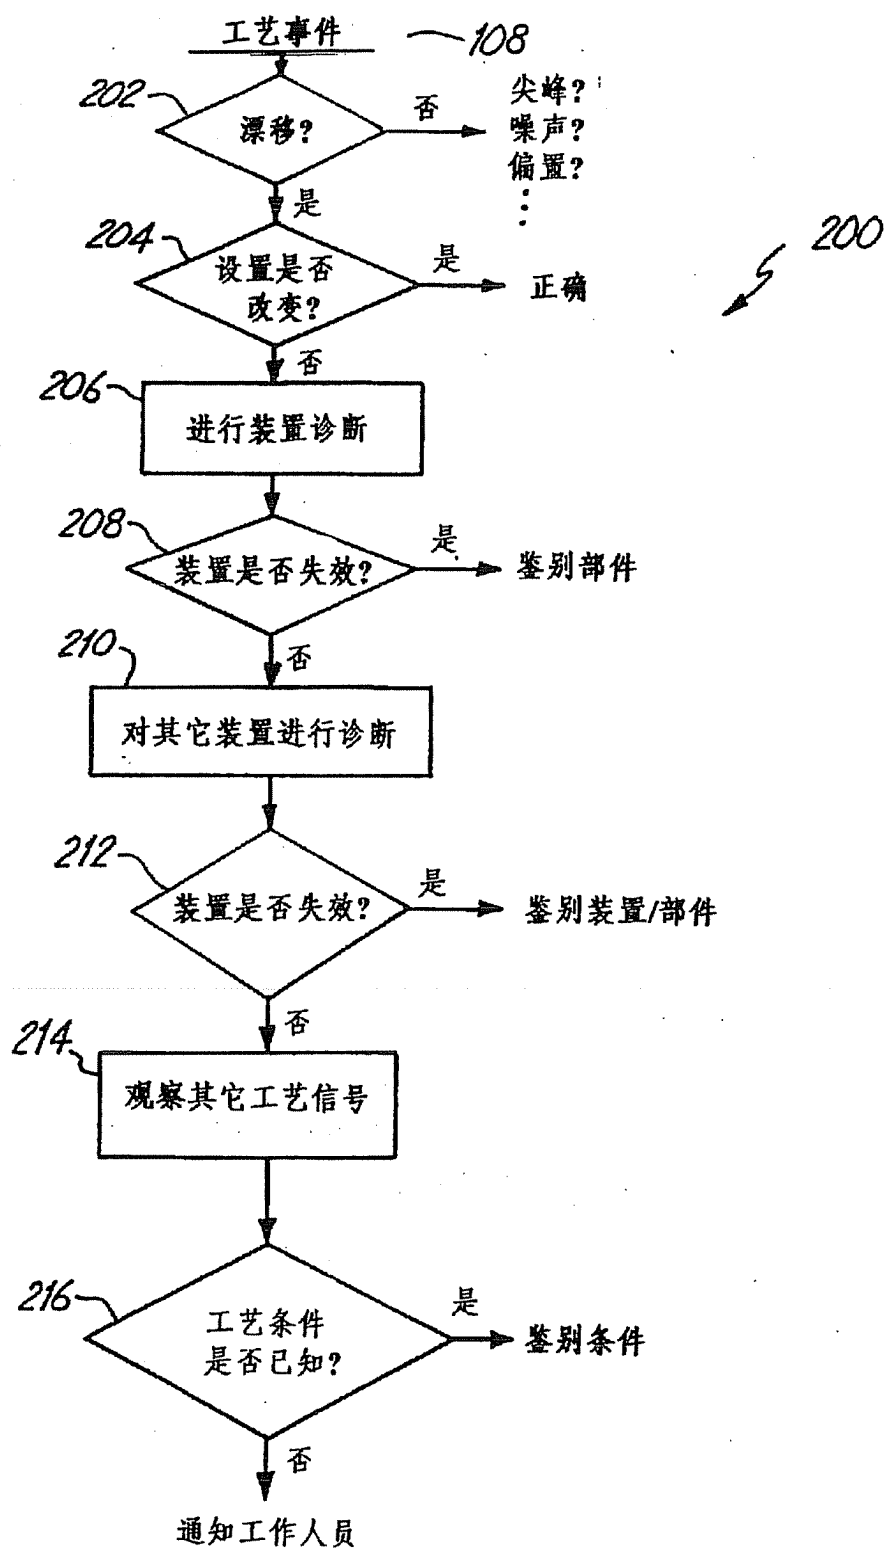 工艺事件
108
202
漂移?
否
尖峰?
噪声?
偏置?
是
204
设置是否
改变?
是
正确
200
否
206
进行装置诊断
208
装置是否失效?
是
鉴别部件
否
210
对其它装置进行诊断
212
装置是否失效?
是
鉴别装置/部件
否
214
观察其它工艺信号
216
工艺条件
是否已知?
是
鉴别条件
否
通知工作人员